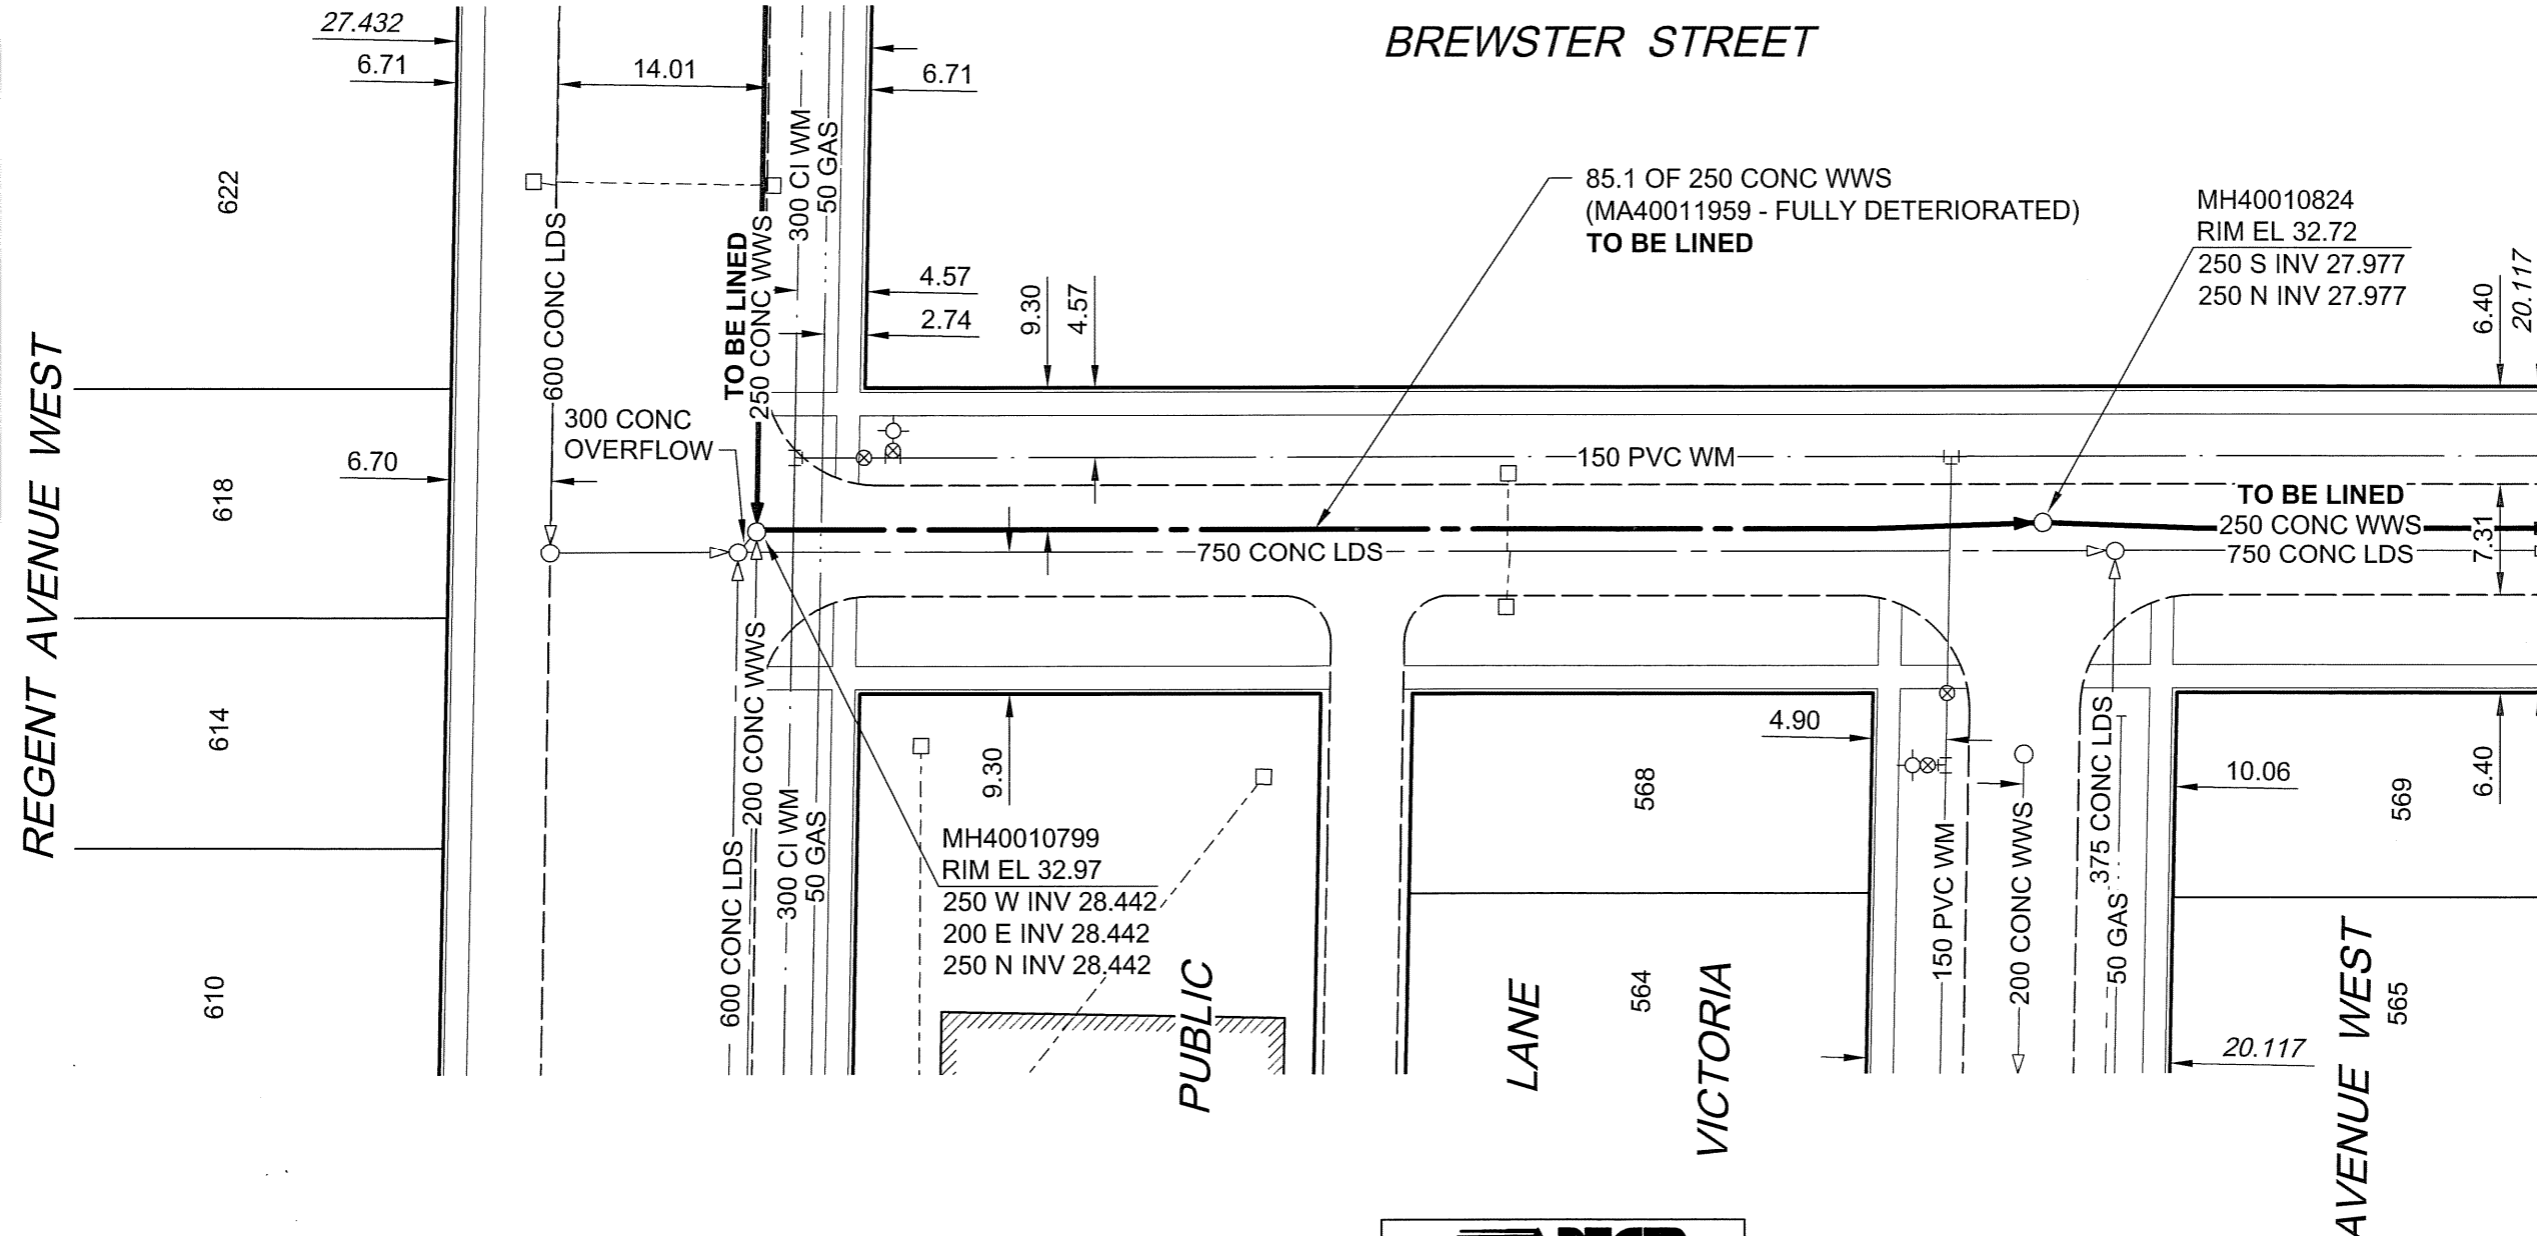 BREWSTER STREET
27.432
6.71
14.01
6.71
300 CI WM
50 GAS
622
600 CONC LDS
TO BE LINED
250 CONC WWS
4.57
2.74
9.30
4.57
85.1 OF 250 CONC WWS
(MA40011959 - FULLY DETERIORATED)
TO BE LINED
MH40010824
RIM EL 32.72
250 S INV 27.977
250 N INV 27.977
6.40
20.117
REGENT AVENUE WEST
300 CONC
OVERFLOW
6.70
618
150 PVC WM
TO BE LINED
250 CONC WWS
750 CONC LDS
750 CONC LDS
7.31
614
610
600 CONC LDS
200 CONC WWS
300 CI WM
50 GAS
9.30
MH40010799
RIM EL 32.97
250 W INV 28.442
200 E INV 28.442
250 N INV 28.442
PUBLIC
LANE
568
564
VICTORIA
4.90
150 PVC WM
200 CONC WWS
375 CONC LDS
50 GAS
10.06
569
6.40
565
20.117
AVENUE WEST